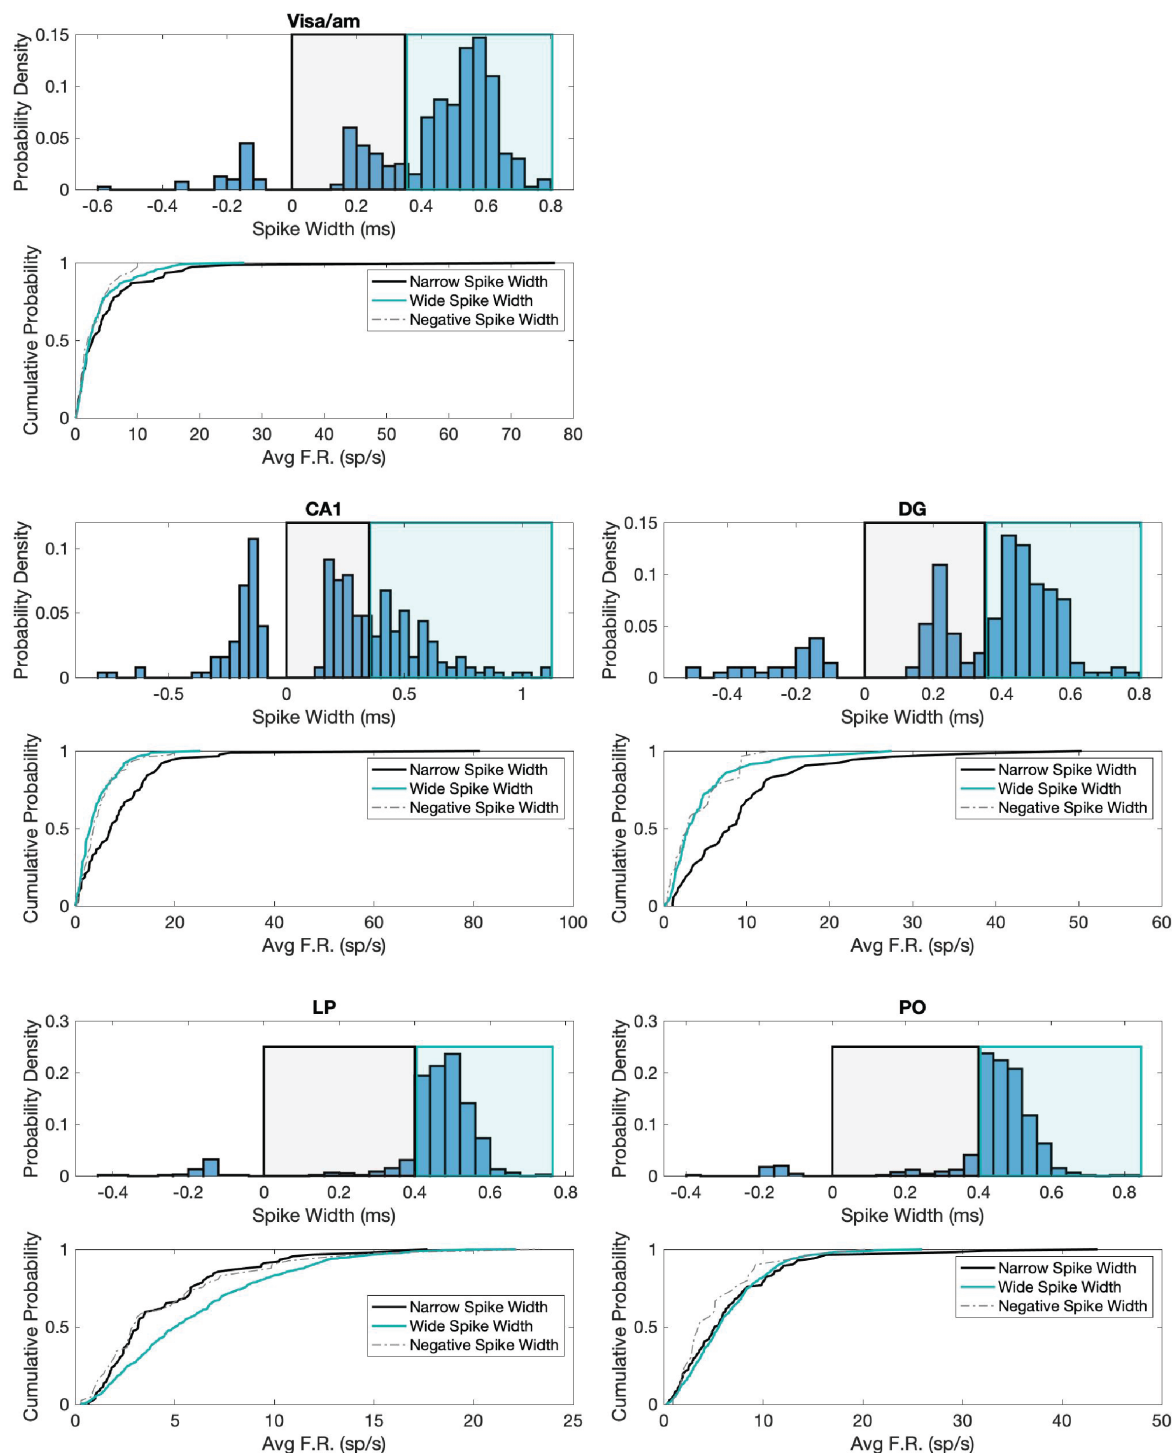 Visa/am
Probability Density
0.15
0.1
0.05
0
-0.6 -0.4 -0.2 0 0.2 0.4 0.6 0.8
Spike Width (ms)
Cumulative Probability
1
0.5
0
Narrow Spike Width
Wide Spike Width
Negative Spike Width
0 10 20 30 40 50 60 70 80
Avg F.R. (sp/s)
CA1
Probability Density
0.1
0.05
0
-0.5 0 0.5 1
Spike Width (ms)
Cumulative Probability
1
0.5
0
Narrow Spike Width
Wide Spike Width
Negative Spike Width
0 20 40 60 80 100
Avg F.R. (sp/s)
DG
Probability Density
0.15
0.1
0.05
0
-0.4 -0.2 0 0.2 0.4 0.6 0.8
Spike Width (ms)
Cumulative Probability
1
0.5
0
Narrow Spike Width
Wide Spike Width
Negative Spike Width
0 10 20 30 40 50 60
Avg F.R. (sp/s)
LP
Probability Density
0.3
0.2
0.1
0
-0.4 -0.2 0 0.2 0.4 0.6 0.8
Spike Width (ms)
Cumulative Probability
1
0.5
0
Narrow Spike Width
Wide Spike Width
Negative Spike Width
0 5 10 15 20 25
Avg F.R. (sp/s)
PO
Probability Density
0.3
0.2
0.1
0
-0.4 -0.2 0 0.2 0.4 0.6 0.8
Spike Width (ms)
Cumulative Probability
1
0.5
0
Narrow Spike Width
Wide Spike Width
Negative Spike Width
0 10 20 30 40 50
Avg F.R. (sp/s)